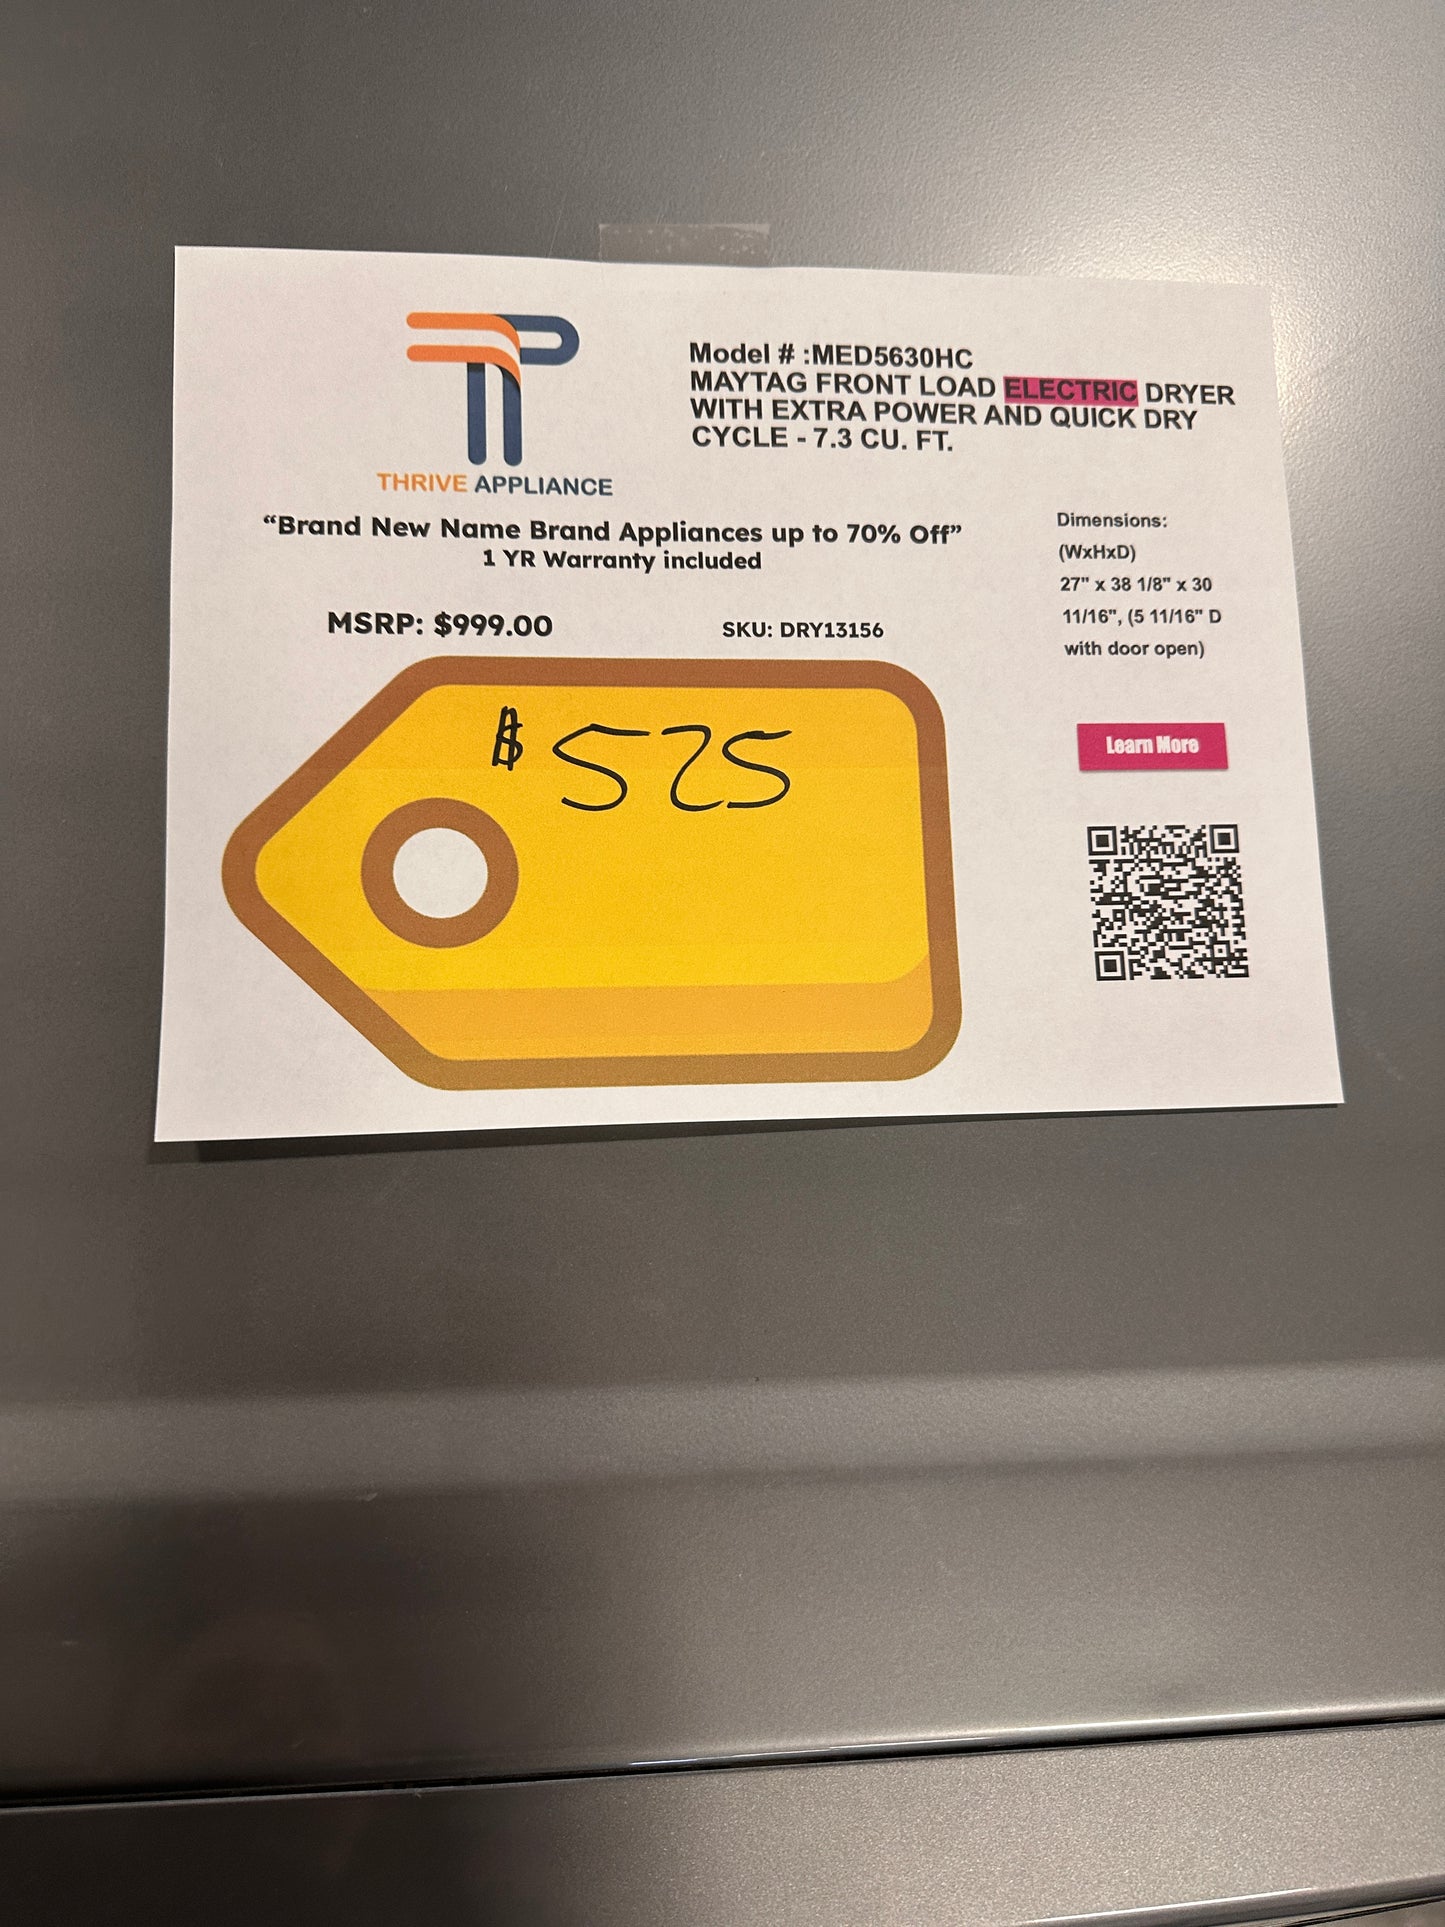 THRIVE APPLIANCE
Model # :MED5630HC
MAYTAG FRONT LOAD ELECTRIC DRYER
WITH EXTRA POWER AND QUICK DRY
CYCLE - 7.3 CU. FT.
“Brand New Name Brand Appliances up to 70% Off”
1 YR Warranty included
MSRP: $999.00
SKU: DRY13156
$525
Dimensions:
(WxHxD)
27" x 38 1/8" x 30
11/16", (5 11/16" D
with door open)
Learn More